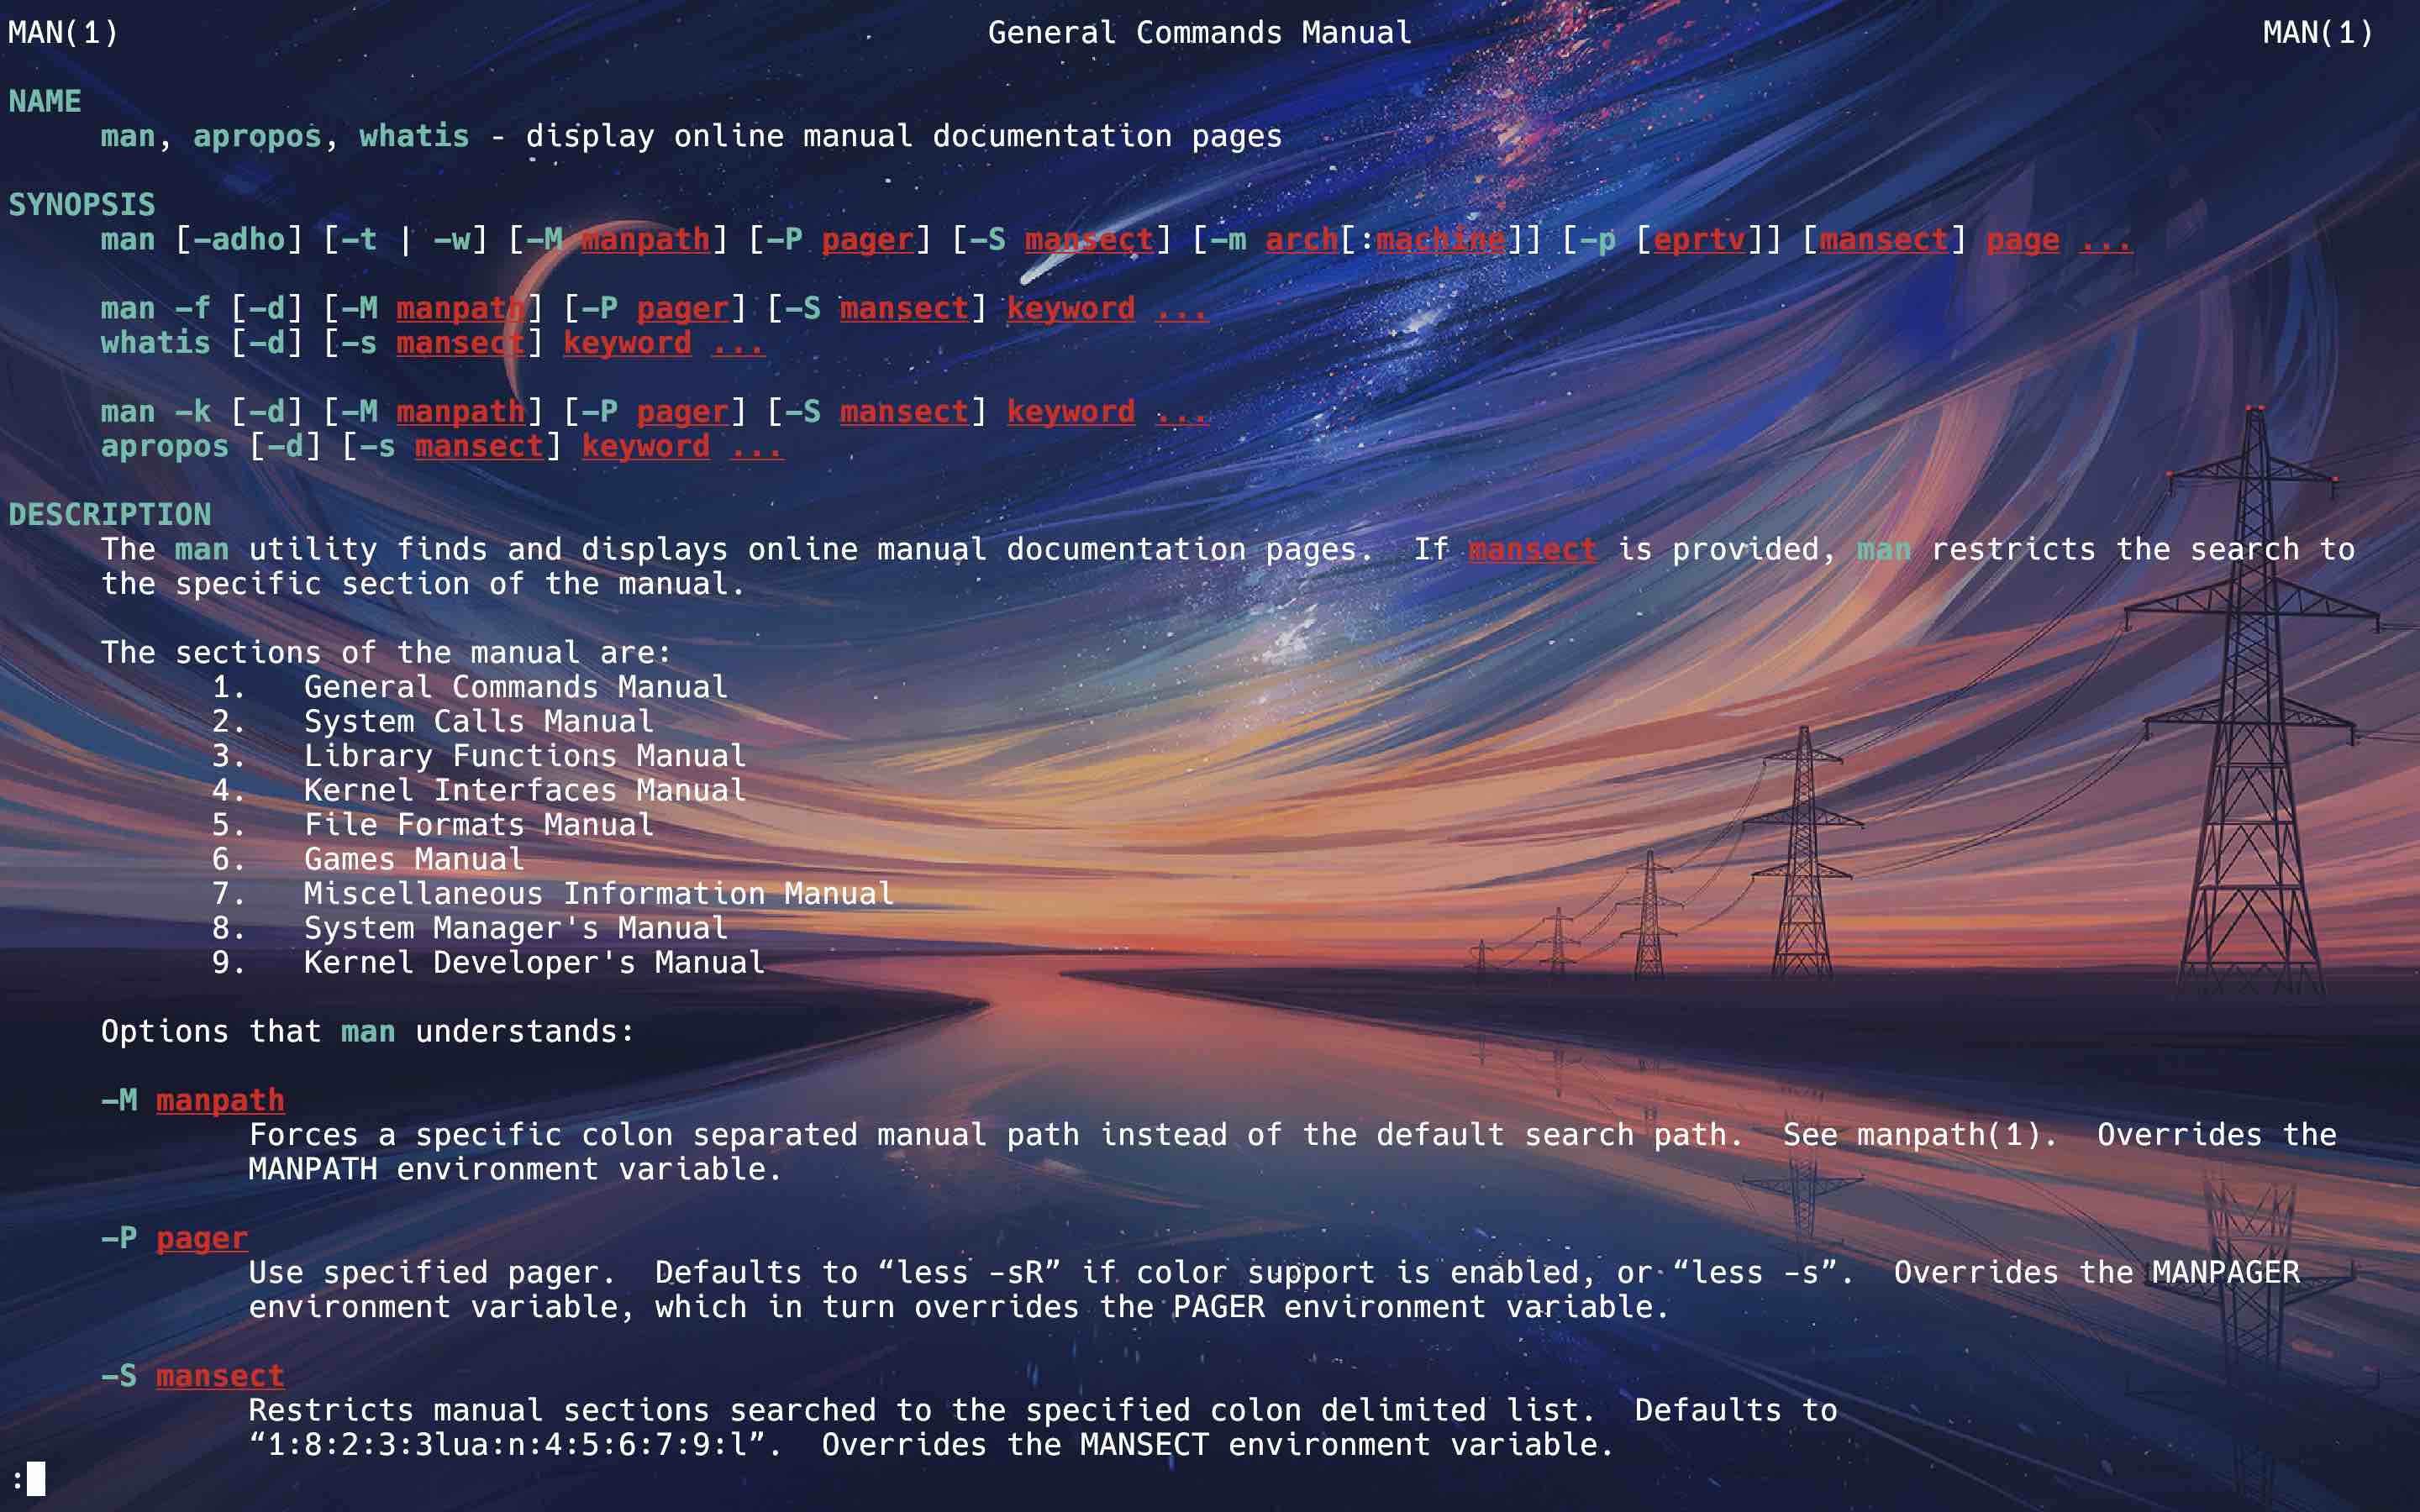 MAN(1) General Commands Manual MAN(1)
NAME
man, apropos, whatis - display online manual documentation pages
SYNOPSIS
man [-adho] [-t | -w] [-M manpath] [-P pager] [-S mansect] [-m arch[:machine]] [-p [eprtv]] [mansect] page ...
man -f [-d] [-M manpath] [-P pager] [-S mansect] keyword ...
whatis [-d] [-s mansect] keyword ...
man -k [-d] [-M manpath] [-P pager] [-S mansect] keyword ...
apropos [-d] [-s mansect] keyword ...
DESCRIPTION
The man utility finds and displays online manual documentation pages.  If mansect is provided, man restricts the search to
the specific section of the manual.
The sections of the manual are:
1.   General Commands Manual
2.   System Calls Manual
3.   Library Functions Manual
4.   Kernel Interfaces Manual
5.   File Formats Manual
6.   Games Manual
7.   Miscellaneous Information Manual
8.   System Manager's Manual
9.   Kernel Developer's Manual
Options that man understands:
-M manpath
Forces a specific colon separated manual path instead of the default search path.  See manpath(1).  Overrides the
MANPATH environment variable.
-P pager
Use specified pager.  Defaults to “less -sR” if color support is enabled, or “less -s”.  Overrides the MANPAGER
environment variable, which in turn overrides the PAGER environment variable.
-S mansect
Restricts manual sections searched to the specified colon delimited list.  Defaults to
“1:8:2:3:3lua:n:4:5:6:7:9:l”.  Overrides the MANSECT environment variable.
: